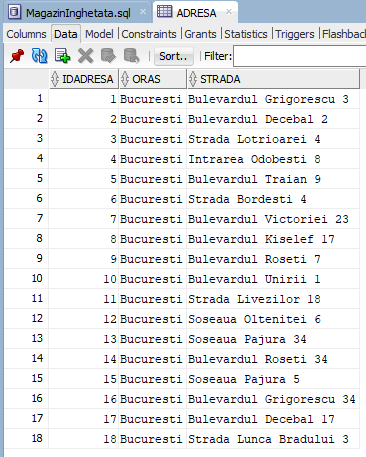 MagazinInghetata.sql × ADRESA ×
Columns Data Model Constraints Grants Statistics Triggers Flashback
Sort.. Filter:
IDADRESA ORAS STRADA
1 1 Bucuresti Bulevardul Grigorescu 3
2 2 Bucuresti Bulevardul Decebal 2
3 3 Bucuresti Strada Lotrioarei 4
4 4 Bucuresti Intrarea Odobesti 8
5 5 Bucuresti Bulevardul Traian 9
6 6 Bucuresti Strada Bordesti 4
7 7 Bucuresti Bulevardul Victoriei 23
8 8 Bucuresti Bulevardul Kiselef 17
9 9 Bucuresti Bulevardul Roseti 7
10 10 Bucuresti Bulevardul Unirii 1
11 11 Bucuresti Strada Livezilor 18
12 12 Bucuresti Soseaua Oltenitei 6
13 13 Bucuresti Soseaua Pajura 34
14 14 Bucuresti Bulevardul Roseti 34
15 15 Bucuresti Soseaua Pajura 5
16 16 Bucuresti Bulevardul Grigorescu 34
17 17 Bucuresti Bulevardul Decebal 17
18 18 Bucuresti Strada Lunca Bradului 3